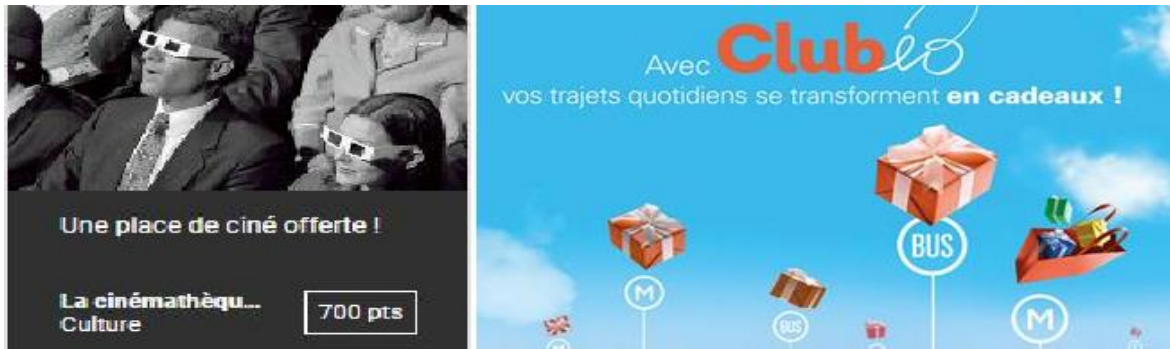 Une place de ciné offerte !
La cinémathèqu...
Culture
700 pts
Avec Clubéo
vos trajets quotidiens se transforment en cadeaux !
BUS
M
BUS
M
M